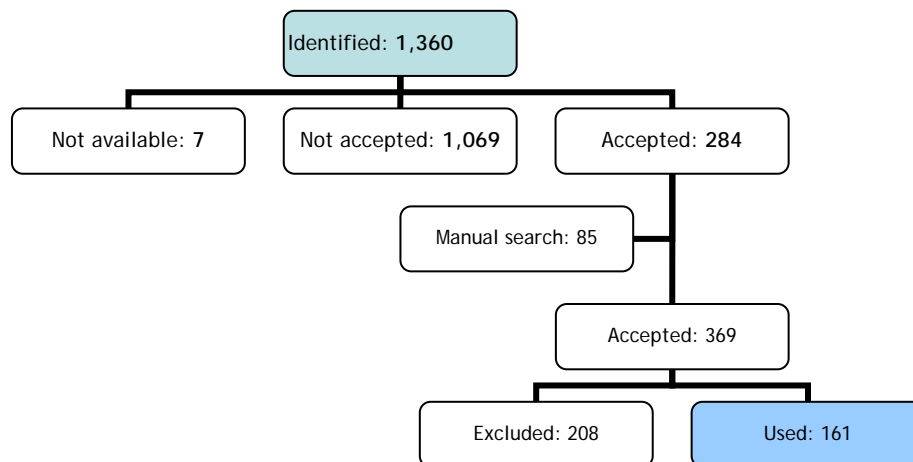 Identified: 1,360
Not available: 7
Not accepted: 1,069
Accepted: 284
Manual search: 85
Accepted: 369
Excluded: 208
Used: 161